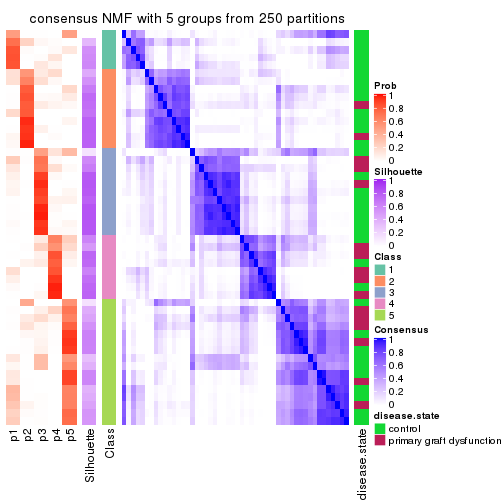 consensus NMF with 5 groups from 250 partitions
Prob
1
0.8
0.6
0.4
0.2
0
Silhouette
1
0.8
0.6
0.4
0.2
0
Class
1
2
3
4
5
Consensus
1
0.8
0.6
0.4
0.2
0
disease.state
control
primary graft dysfunction
p1
p2
p3
p4
p5
Silhouette
Class
disease.state